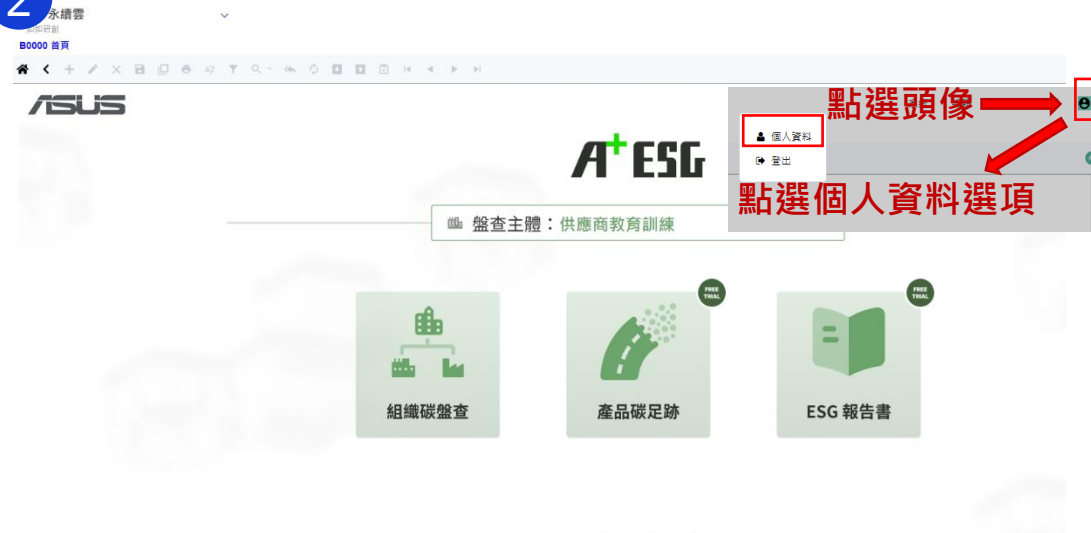 2
永續雲
B0000 首頁
ASUS
點選頭像
個人資料
登出
點選個人資料選項
A+ESG
盤查主體：供應商教育訓練
FREE TRIAL
FREE TRIAL
組織碳盤查
產品碳足跡
ESG 報告書